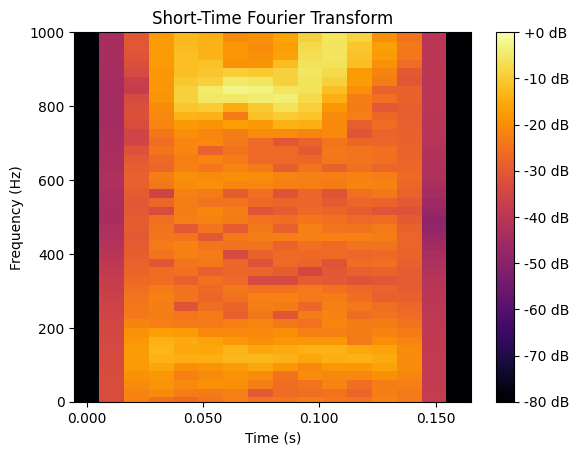 Short-Time Fourier Transform
1000
800
600
400
200
0
Frequency (Hz)
0.000
0.050
0.100
0.150
Time (s)
+0 dB
-10 dB
-20 dB
-30 dB
-40 dB
-50 dB
-60 dB
-70 dB
-80 dB